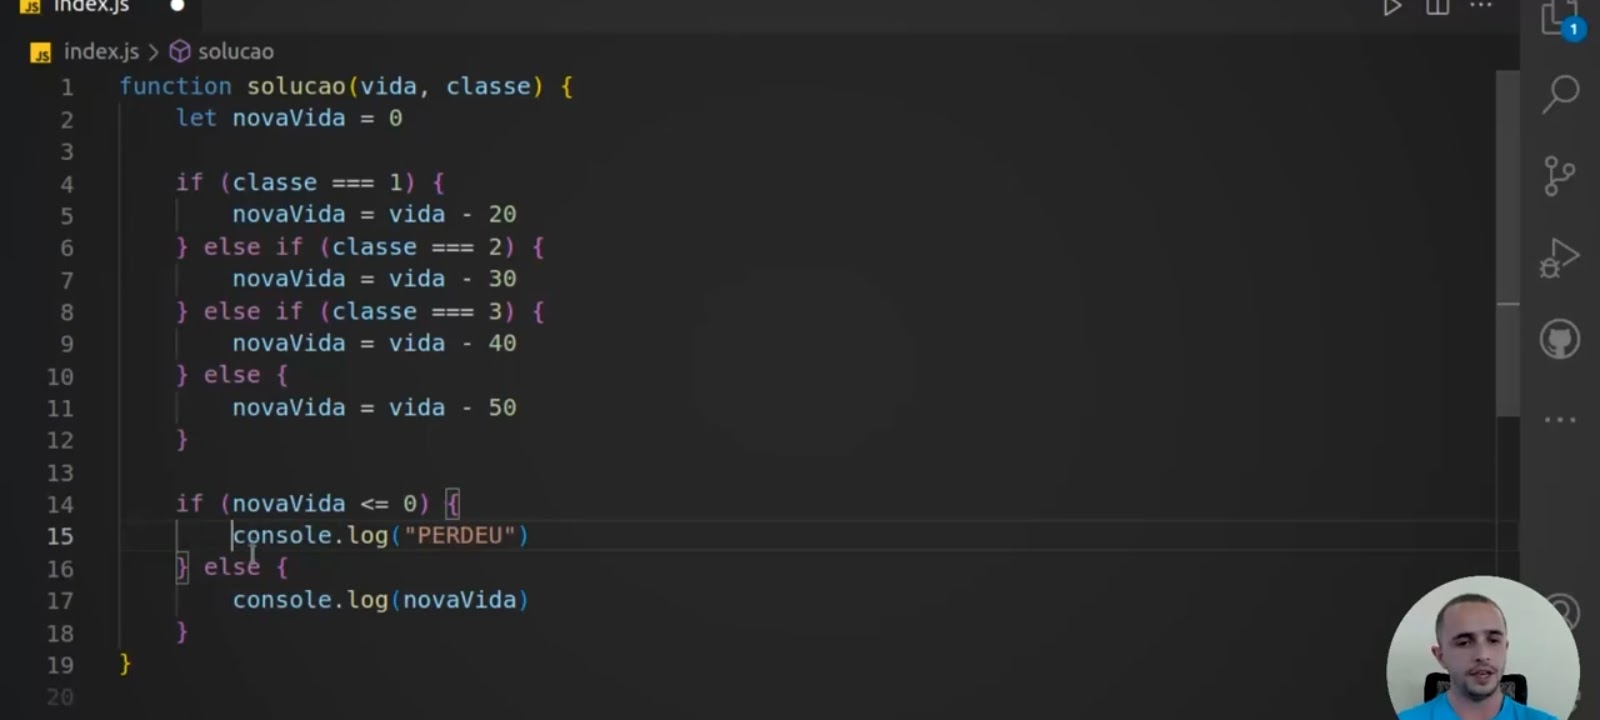 JS index.js
1
JS index.js > solucao
1 function solucao(vida, classe) {
2     let novaVida = 0
3
4     if (classe === 1) {
5         novaVida = vida - 20
6     } else if (classe === 2) {
7         novaVida = vida - 30
8     } else if (classe === 3) {
9         novaVida = vida - 40
10     } else {
11         novaVida = vida - 50
12     }
13
14     if (novaVida <= 0) {
15         console.log("PERDEU")
16     } else {
17         console.log(novaVida)
18     }
19 }
20